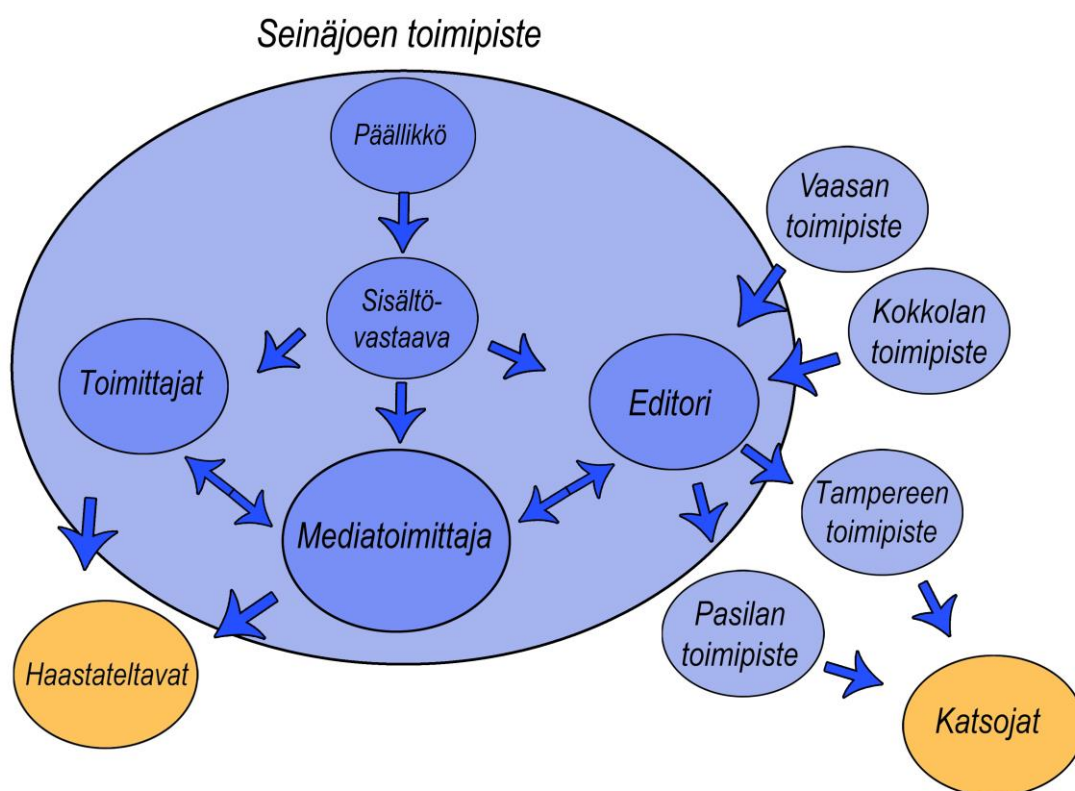 Seinäjoen toimipiste
Päällikkö
Vaasan
toimipiste
Sisältö-
vastaava
Kokkolan
toimipiste
Toimittajat
Editori
Mediatoimittaja
Tampereen
toimipiste
Pasilan
toimipiste
Haastateltavat
Katsojat